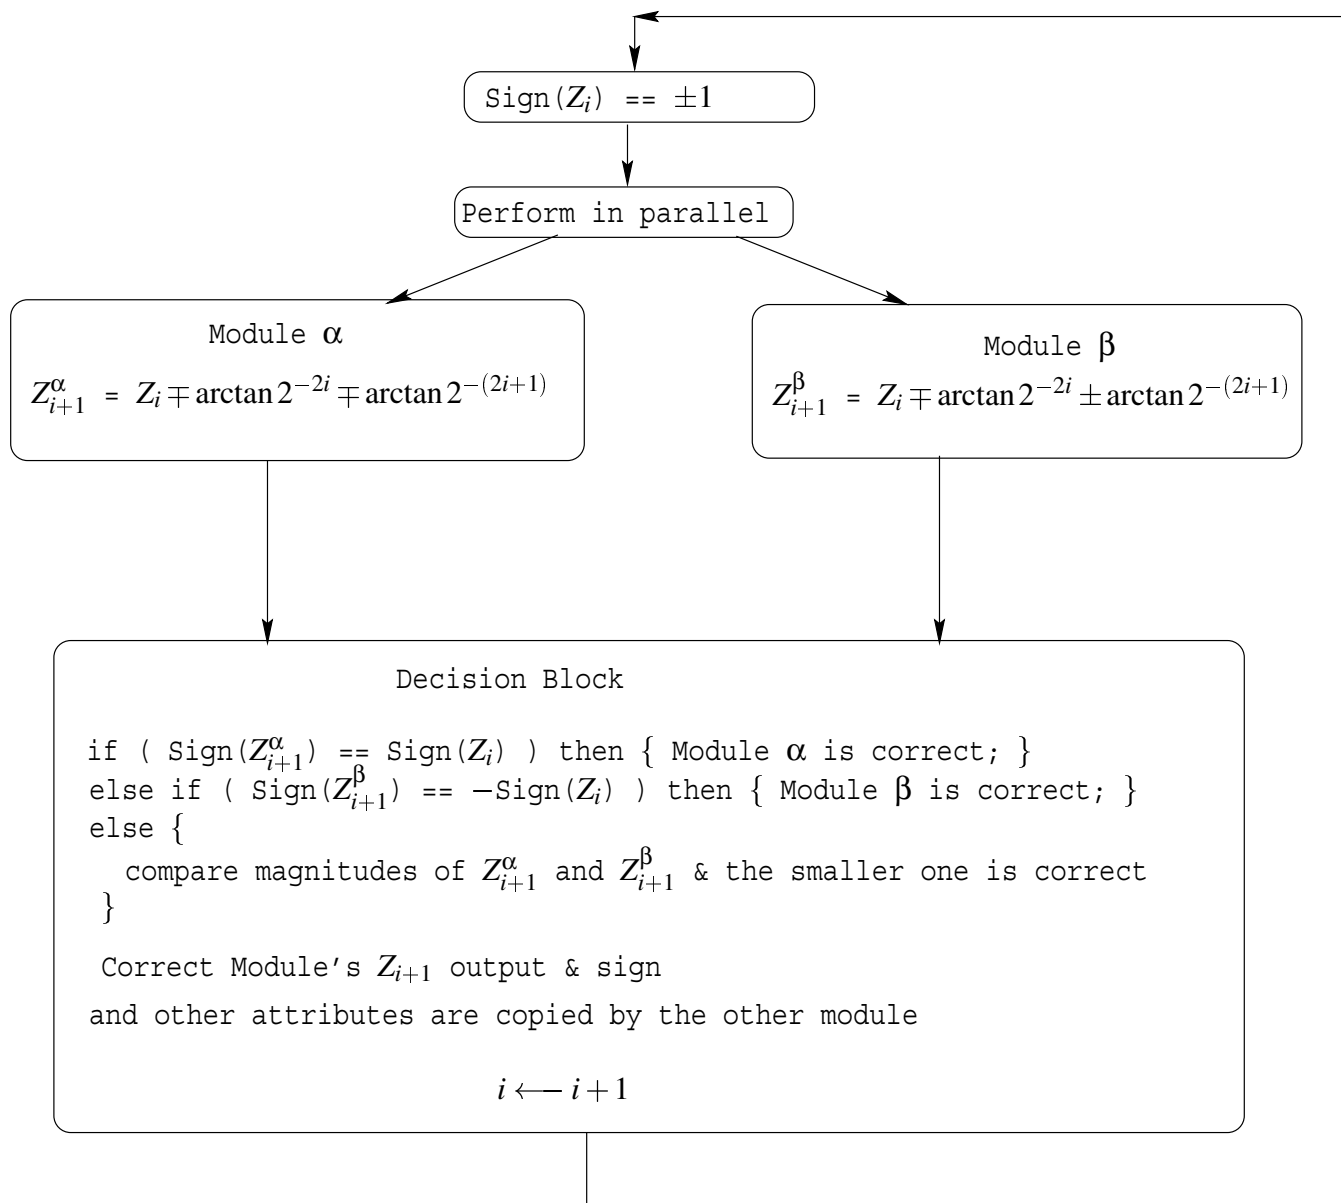 Sign(Z_i) == ±1
Perform in parallel
Module α
Z^α_{i+1} = Z_i ∓ arctan 2^{−2i} ∓ arctan 2^{−(2i+1)}
Module β
Z^β_{i+1} = Z_i ∓ arctan 2^{−2i} ± arctan 2^{−(2i+1)}
Decision Block
if ( Sign(Z^α_{i+1}) == Sign(Z_i) ) then { Module α is correct; }
else if ( Sign(Z^β_{i+1}) == −Sign(Z_i) ) then { Module β is correct; }
else {
compare magnitudes of Z^α_{i+1} and Z^β_{i+1} & the smaller one is correct
}
Correct Module's Z_{i+1} output & sign
and other attributes are copied by the other module
i ⟵ i + 1